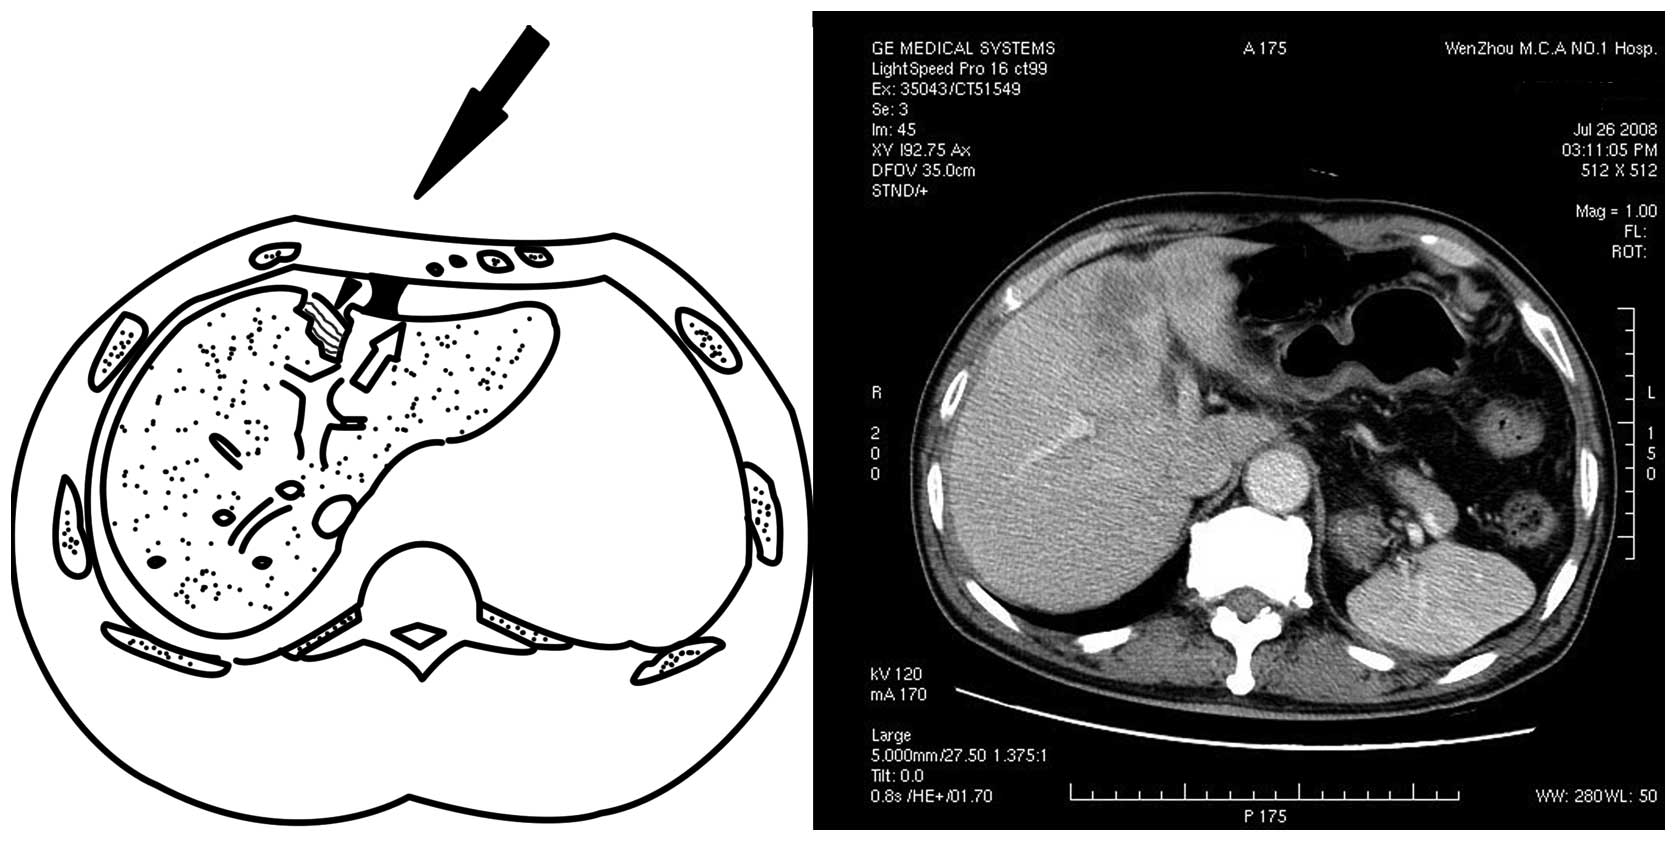 GE MEDICAL SYSTEMS
LightSpeed Pro 16 ct99
Ex: 35043/CT51549
Se: 3
Im: 45
XY I92.75 Ax
DFOV 35.0cm
STND/+
A 175
WenZhou M.C.A NO.1 Hosp.
Jul 26 2008
03:11:05 PM
512 X 512
Mag = 1.00
FL:
ROT:
R
2
0
0
L
1
5
0
kV 120
mA 170
Large
5.000mm/27.50 1.375:1
Tilt: 0.0
0.8s /HE+/01.70
P 175
WW: 280WL: 50